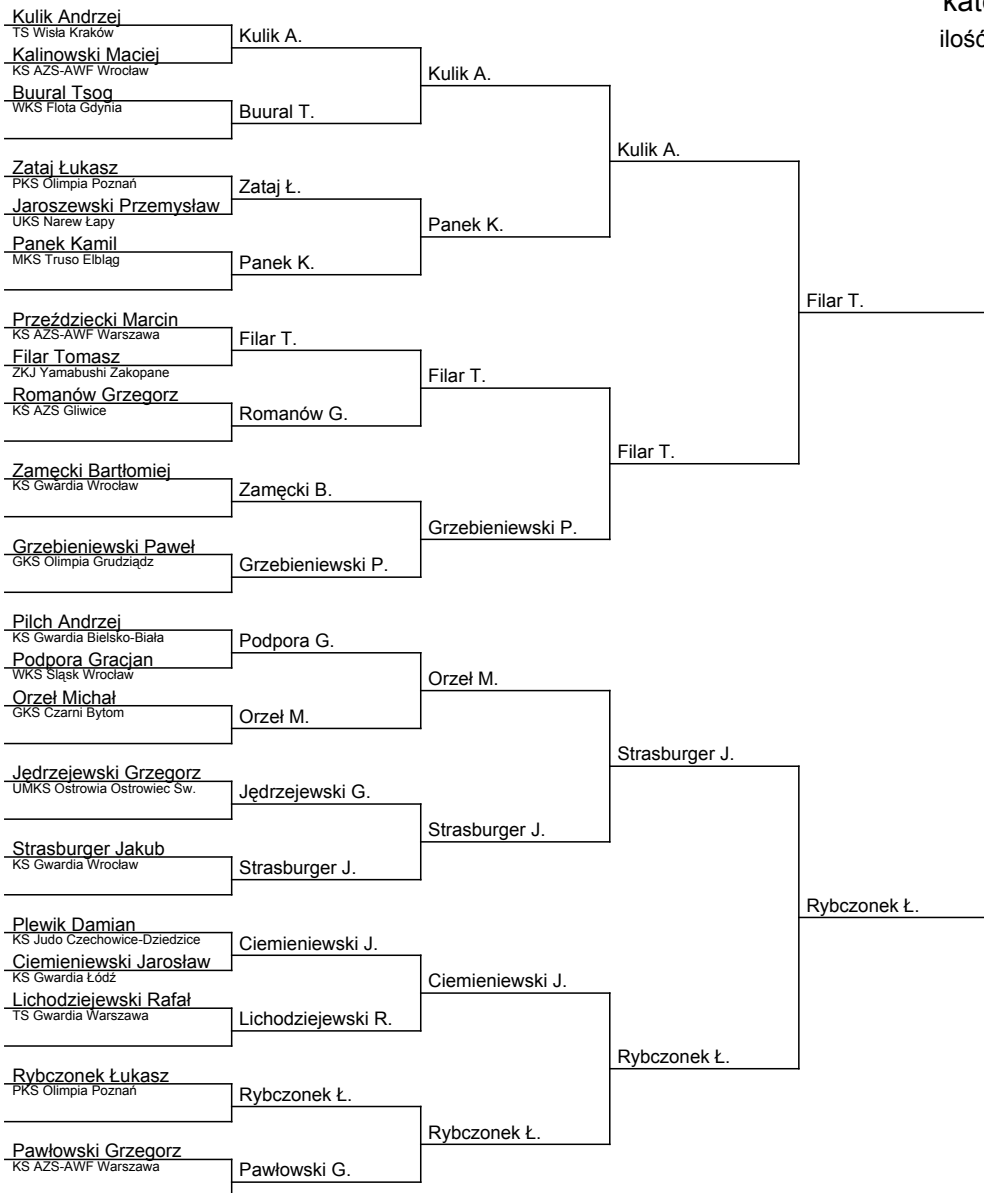 Kulik Andrzej
TS Wisła Kraków
Kalinowski Maciej
KS AZS-AWF Wrocław
Buural Tsog
WKS Flota Gdynia
Zataj Łukasz
PKS Olimpia Poznań
Jaroszewski Przemysław
UKS Narew Łapy
Panek Kamil
MKS Truso Elbląg
Przeździecki Marcin
KS AZS-AWF Warszawa
Filar Tomasz
ZKJ Yamabushi Zakopane
Romanów Grzegorz
KS AZS Gliwice
Zamęcki Bartłomiej
KS Gwardia Wrocław
Grzebieniewski Paweł
GKS Olimpia Grudziądz
Pilch Andrzej
KS Gwardia Bielsko-Biała
Podpora Gracjan
WKS Śląsk Wrocław
Orzeł Michał
GKS Czarni Bytom
Jędrzejewski Grzegorz
UMKS Ostrowia Ostrowiec Św.
Strasburger Jakub
KS Gwardia Wrocław
Plewik Damian
KS Judo Czechowice-Dziedzice
Ciemieniewski Jarosław
KS Gwardia Łódź
Lichodziejewski Rafał
TS Gwardia Warszawa
Rybczonek Łukasz
PKS Olimpia Poznań
Pawłowski Grzegorz
KS AZS-AWF Warszawa
Kulik A.
Buural T.
Zataj Ł.
Panek K.
Filar T.
Romanów G.
Zamęcki B.
Grzebieniewski P.
Podpora G.
Orzeł M.
Jędrzejewski G.
Strasburger J.
Ciemieniewski J.
Lichodziejewski R.
Rybczonek Ł.
Pawłowski G.
Kulik A.
Panek K.
Filar T.
Grzebieniewski P.
Orzeł M.
Strasburger J.
Ciemieniewski J.
Rybczonek Ł.
Kulik A.
Filar T.
Strasburger J.
Rybczonek Ł.
Filar T.
Rybczonek Ł.
ilość